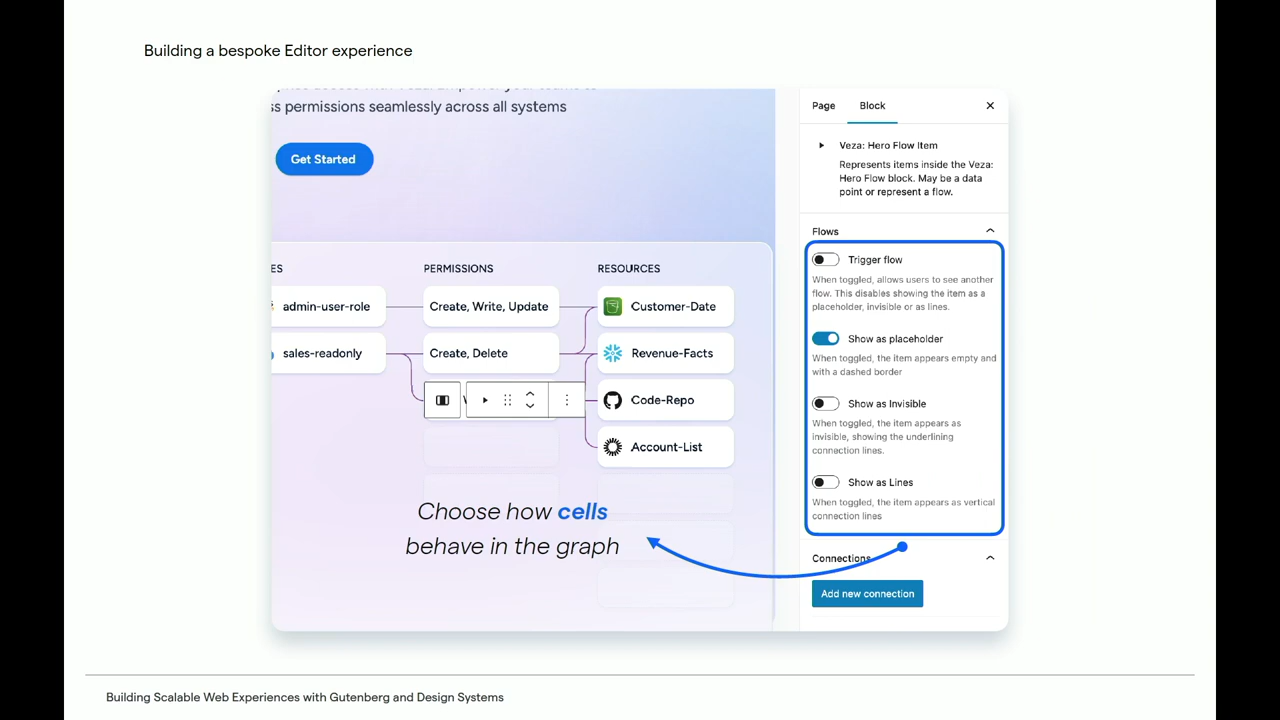 Building a bespoke Editor experience
ss permissions seamlessly across all systems
Get Started
ES
PERMISSIONS
RESOURCES
admin-user-role
Create, Write, Update
Customer-Date
sales-readonly
Create, Delete
Revenue-Facts
Code-Repo
Account-List
Choose how cells
behave in the graph
Page
Block
Veza: Hero Flow Item
Represents items inside the Veza:
Hero Flow block. May be a data
point or represent a flow.
Flows
Trigger flow
When toggled, allows users to see another
flow. This disables showing the item as a
placeholder, invisible or as lines.
Show as placeholder
When toggled, the item appears empty and
with a dashed border
Show as Invisible
When toggled, the item appears as
invisible, showing the underlining
connection lines.
Show as Lines
When toggled, the item appears as vertical
connection lines
Connections
Add new connection
Building Scalable Web Experiences with Gutenberg and Design Systems